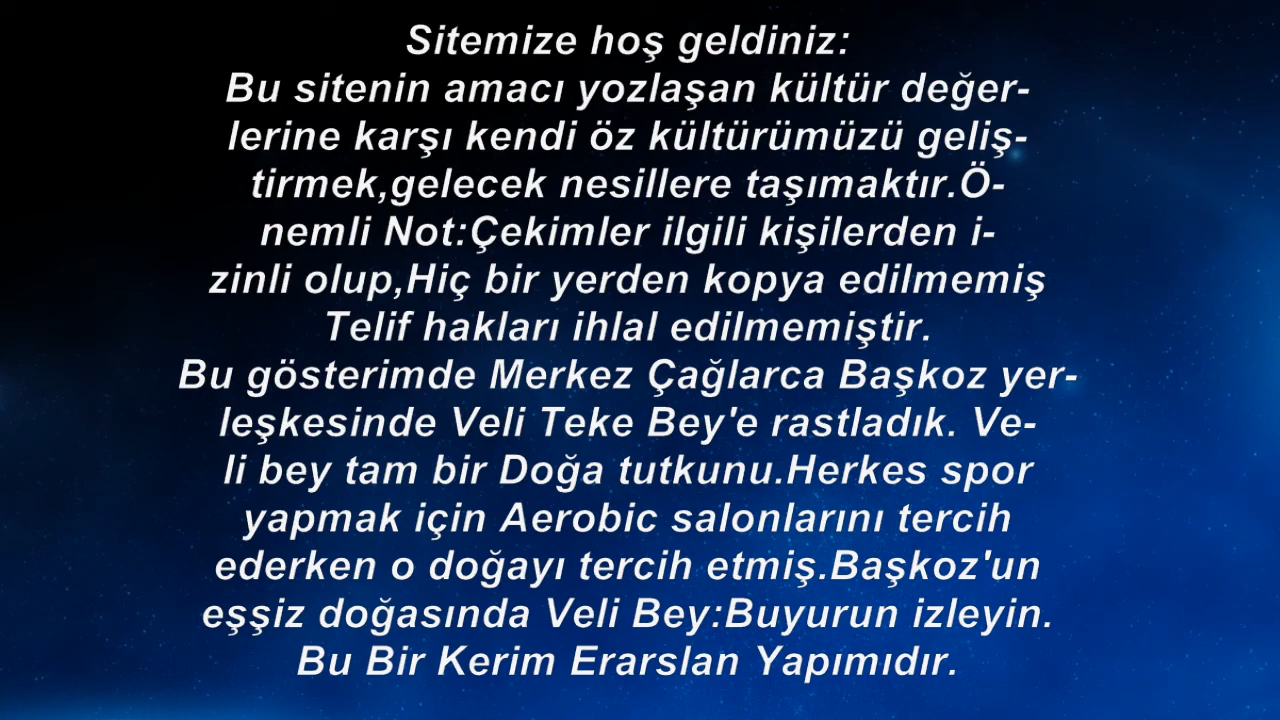 Sitemize hoş geldiniz:
Bu sitenin amacı yozlaşan kültür değer-
lerine karşı kendi öz kültürümüzü geliş-
tirmek,gelecek nesillere taşımaktır.Ö-
nemli Not:Çekimler ilgili kişilerden i-
zinli olup,Hiç bir yerden kopya edilmemiş
Telif hakları ihlal edilmemiştir.
Bu gösterimde Merkez Çağlarca Başkoz yer-
leşkesinde Veli Teke Bey'e rastladık. Ve-
li bey tam bir Doğa tutkunu.Herkes spor
yapmak için Aerobic salonlarını tercih
ederken o doğayı tercih etmiş.Başkoz'un
eşşiz doğasında Veli Bey:Buyurun izleyin.
Bu Bir Kerim Erarslan Yapımıdır.